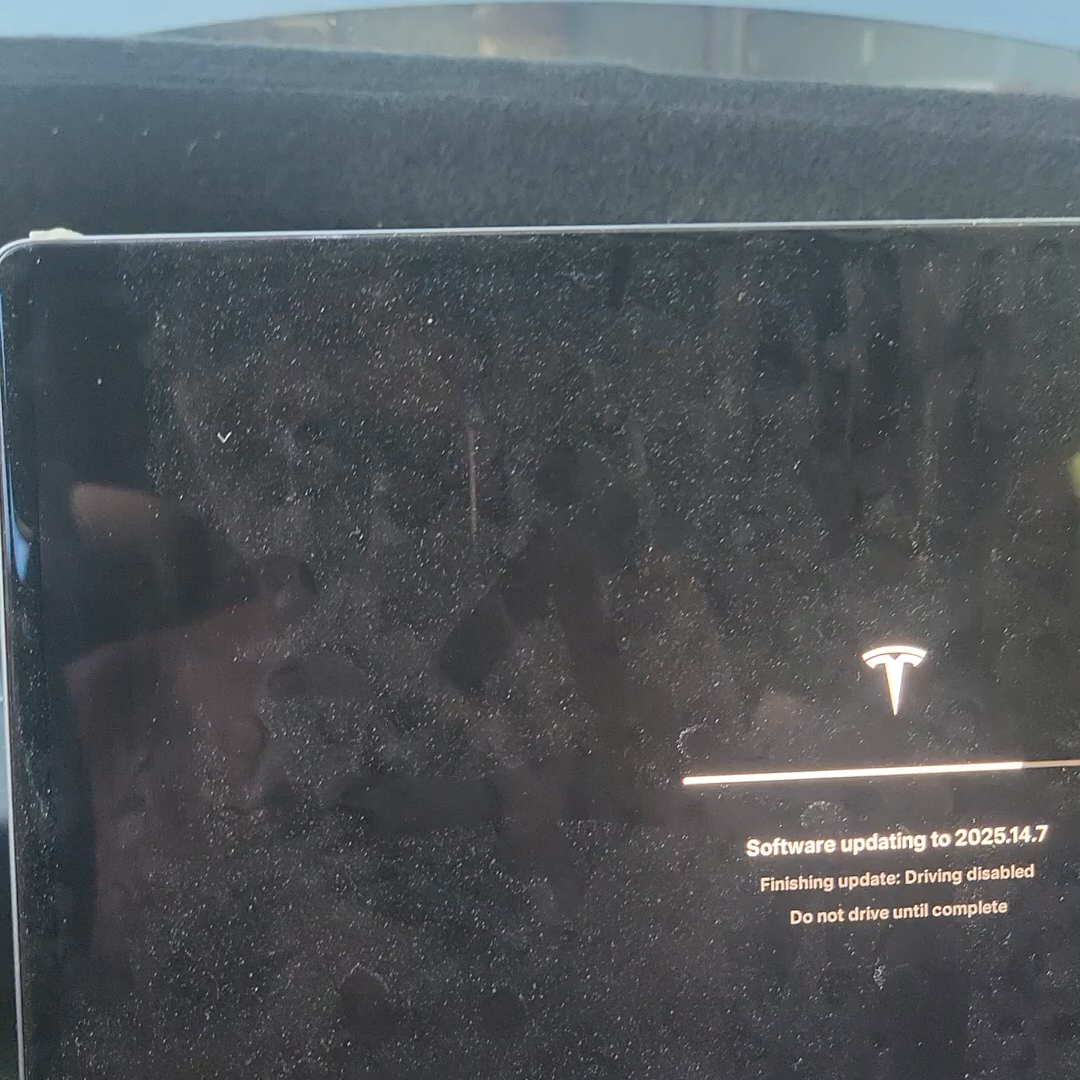 Software updating to 2025.14.7
Finishing update: Driving disabled
Do not drive until complete